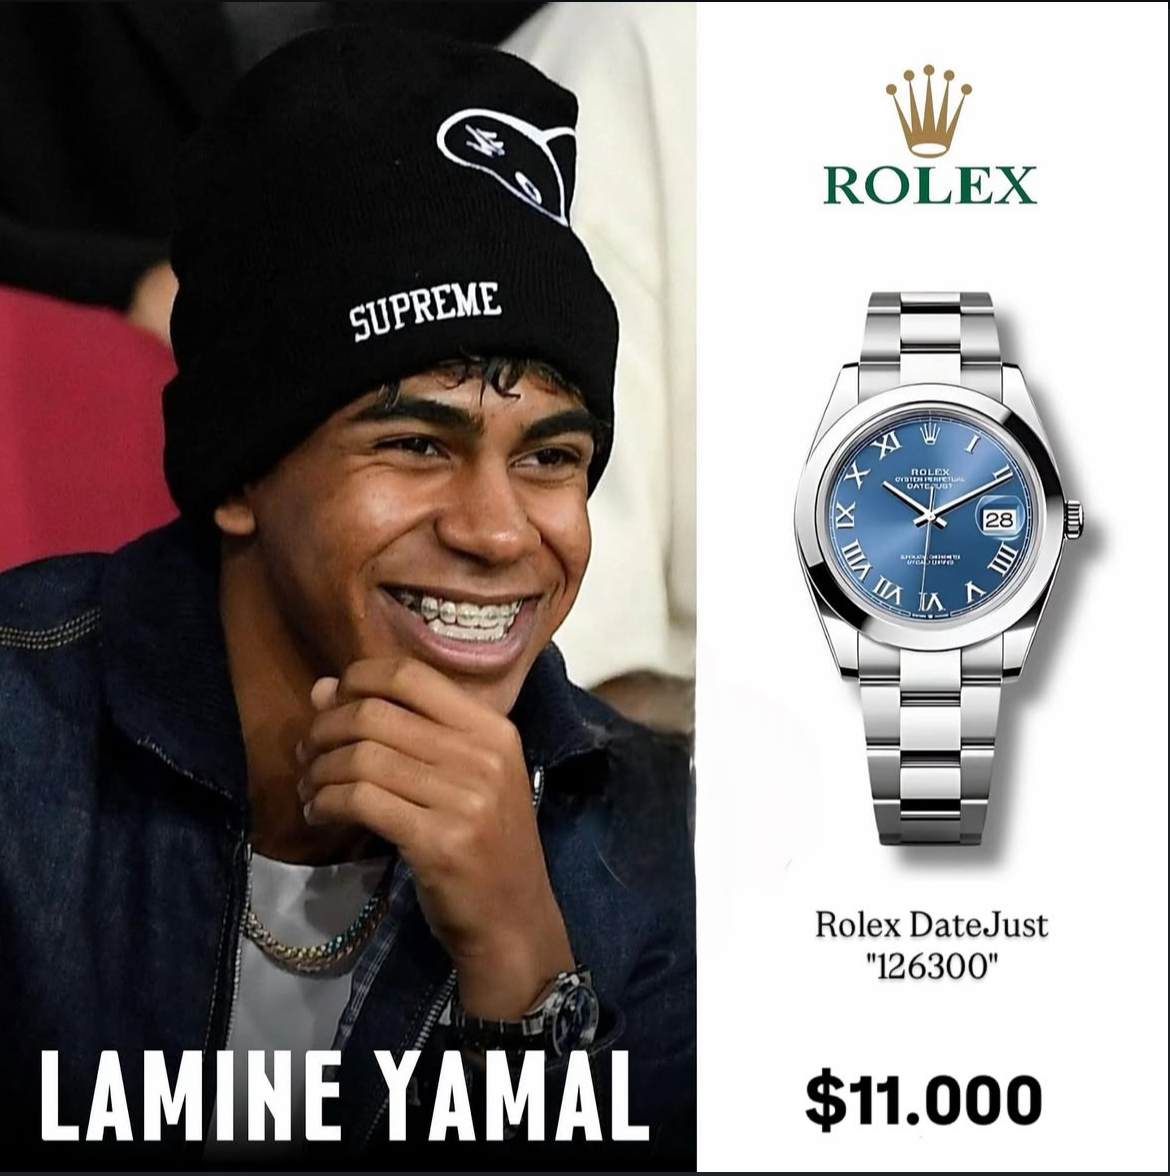 SUPREME
LAMINE YAMAL
ROLEX
ROLEX
OYSTER PERPETUAL
DATEJUST
28
Rolex DateJust
"126300"
$11.000